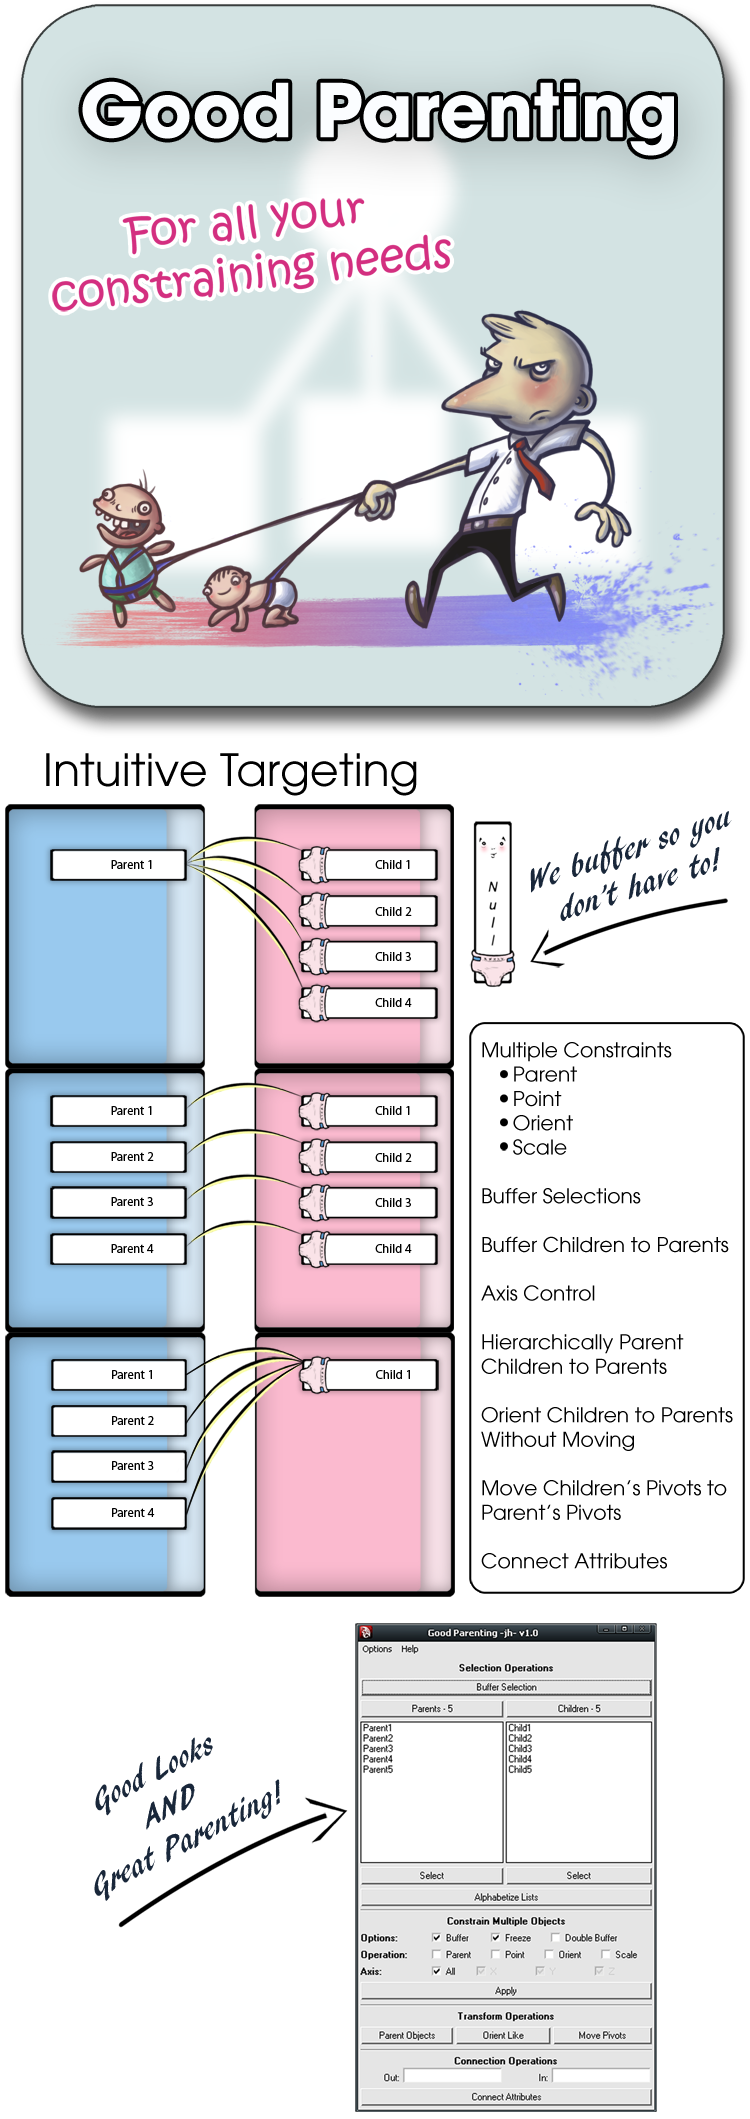 Good Parenting
For all your
constraining needs
Intuitive Targeting
Parent 1
Child 1
Child 2
Child 3
Child 4
Null
We buffer so you
don't have to!
Parent 1
Parent 2
Parent 3
Parent 4
Child 1
Child 2
Child 3
Child 4
Parent 1
Parent 2
Parent 3
Parent 4
Child 1
Multiple Constraints
• Parent
• Point
• Orient
• Scale
Buffer Selections
Buffer Children to Parents
Axis Control
Hierarchically Parent
Children to Parents
Orient Children to Parents
Without Moving
Move Children's Pivots to
Parent's Pivots
Connect Attributes
Good Looks
AND
Great Parenting!
Good Parenting -jh- v1.0
Options Help
Selection Operations
Buffer Selection
Parents - 5 Children - 5
Parent1 Child1
Parent2 Child2
Parent3 Child3
Parent4 Child4
Parent5 Child5
Select Select
Alphabetize Lists
Constrain Multiple Objects
Options: Buffer Freeze Double Buffer
Operation: Parent Point Orient Scale
Axis: All X Y Z
Apply
Transform Operations
Parent Objects Orient Like Move Pivots
Connection Operations
Out: In:
Connect Attributes